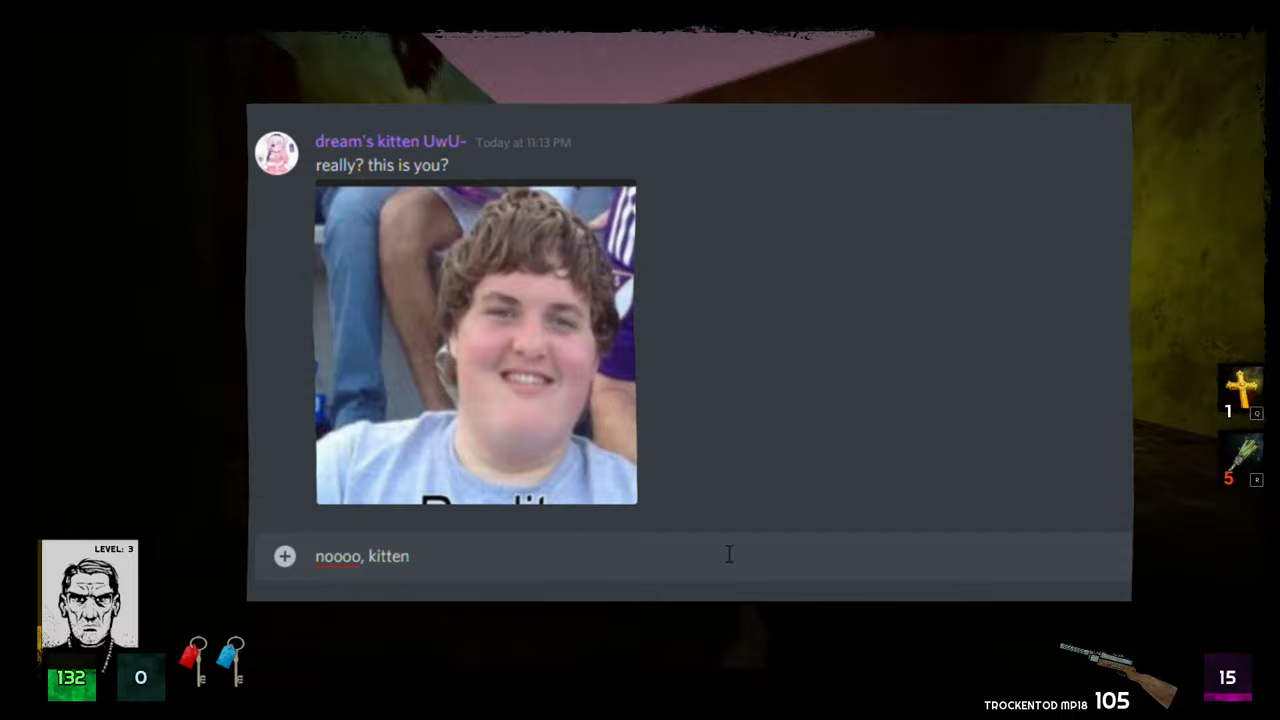 dream's kitten UwU- Today at 11:13 PM
really? this is you?
noooo, kitten
1 Q
5 R
LEVEL: 3
132 0
TROCKENTOD MP18 105 15